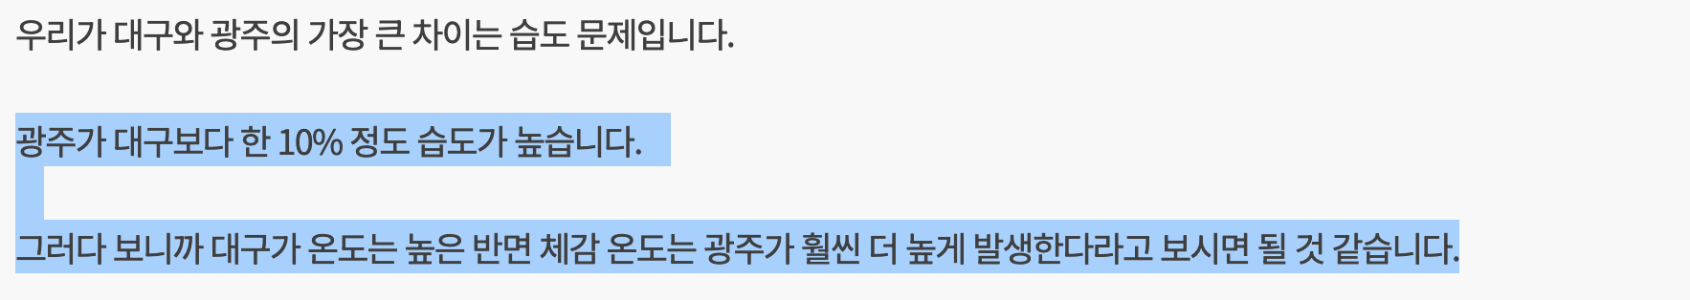 우리가 대구와 광주의 가장 큰 차이는 습도 문제입니다.
광주가 대구보다 한 10% 정도 습도가 높습니다.
그러다 보니까 대구가 온도는 높은 반면 체감 온도는 광주가 훨씬 더 높게 발생한다라고 보시면 될 것 같습니다.